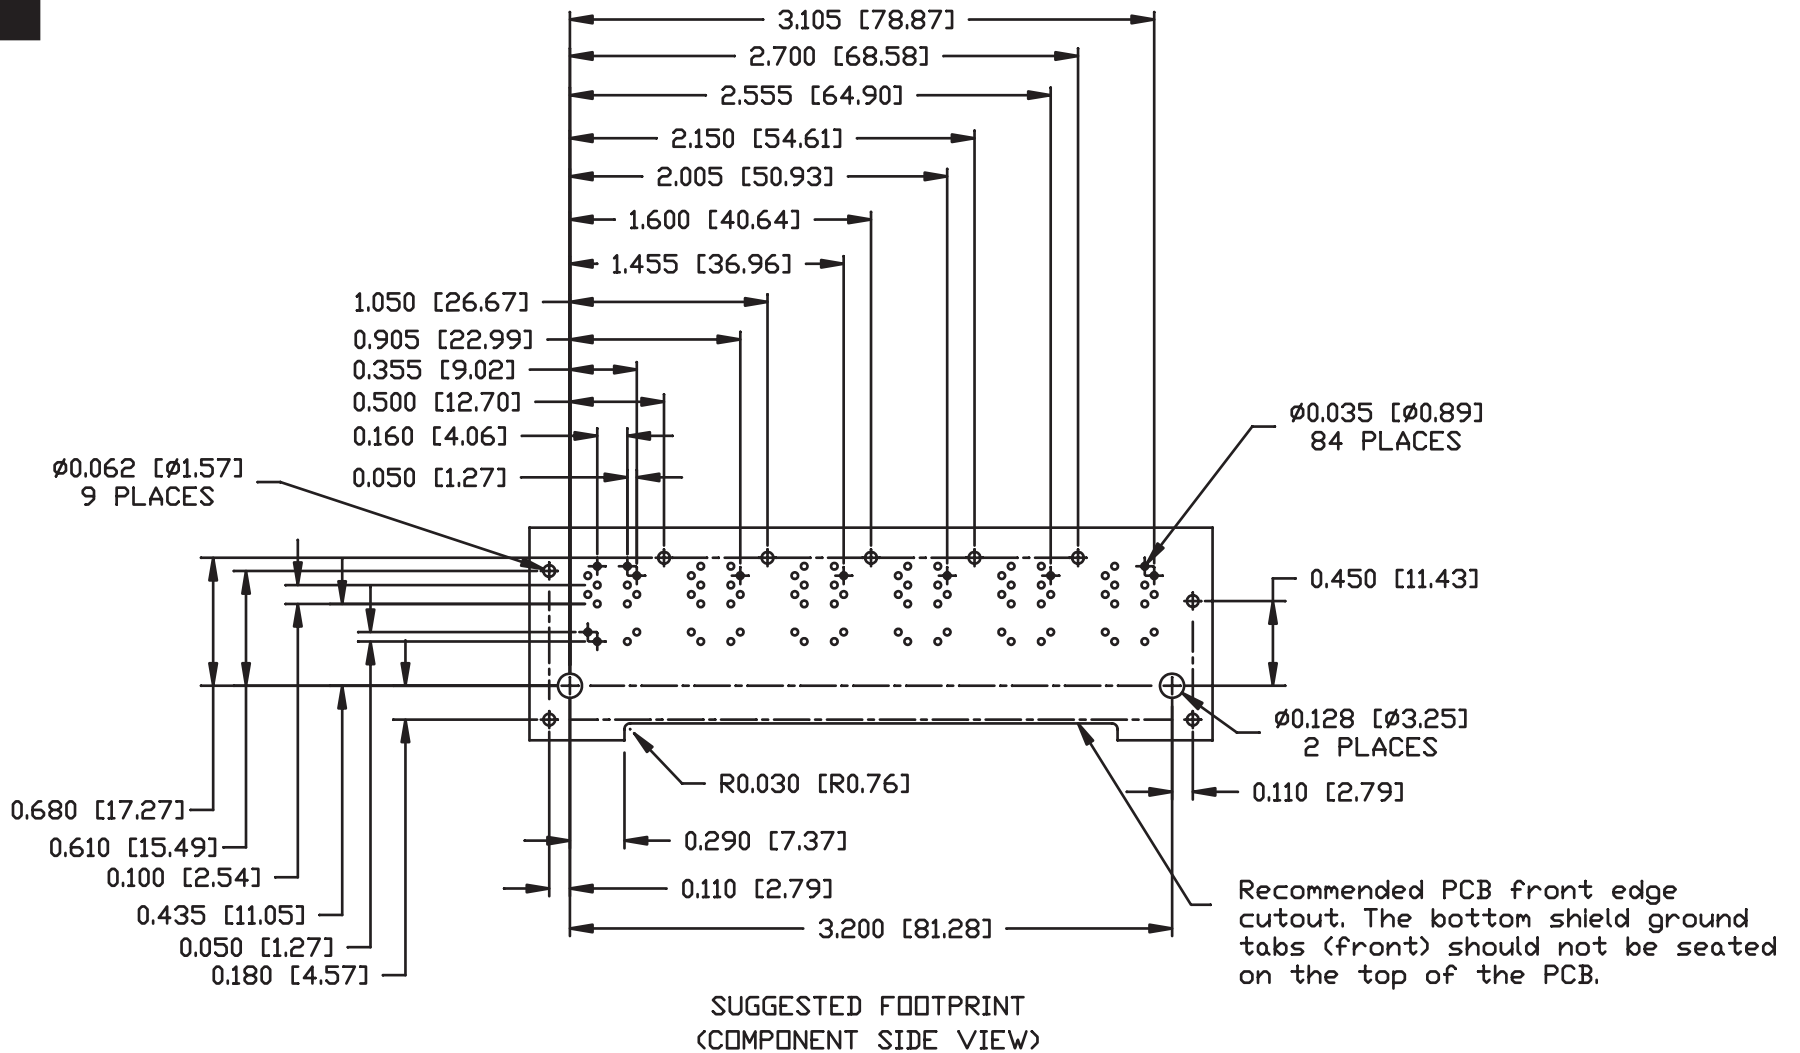 3.105 [78.87]
2.700 [68.58]
2.555 [64.90]
2.150 [54.61]
2.005 [50.93]
1.600 [40.64]
1.455 [36.96]
1.050 [26.67]
0.905 [22.99]
0.355 [9.02]
0.500 [12.70]
0.160 [4.06]
0.050 [1.27]
Ø0.062 [Ø1.57]
9 PLACES
Ø0.035 [Ø0.89]
84 PLACES
0.450 [11.43]
Ø0.128 [Ø3.25]
2 PLACES
0.110 [2.79]
R0.030 [R0.76]
0.290 [7.37]
0.110 [2.79]
3.200 [81.28]
0.680 [17.27]
0.610 [15.49]
0.100 [2.54]
0.435 [11.05]
0.050 [1.27]
0.180 [4.57]
Recommended PCB front edge
cutout. The bottom shield ground
tabs (front) should not be seated
on the top of the PCB.
SUGGESTED FOOTPRINT
(COMPONENT SIDE VIEW)